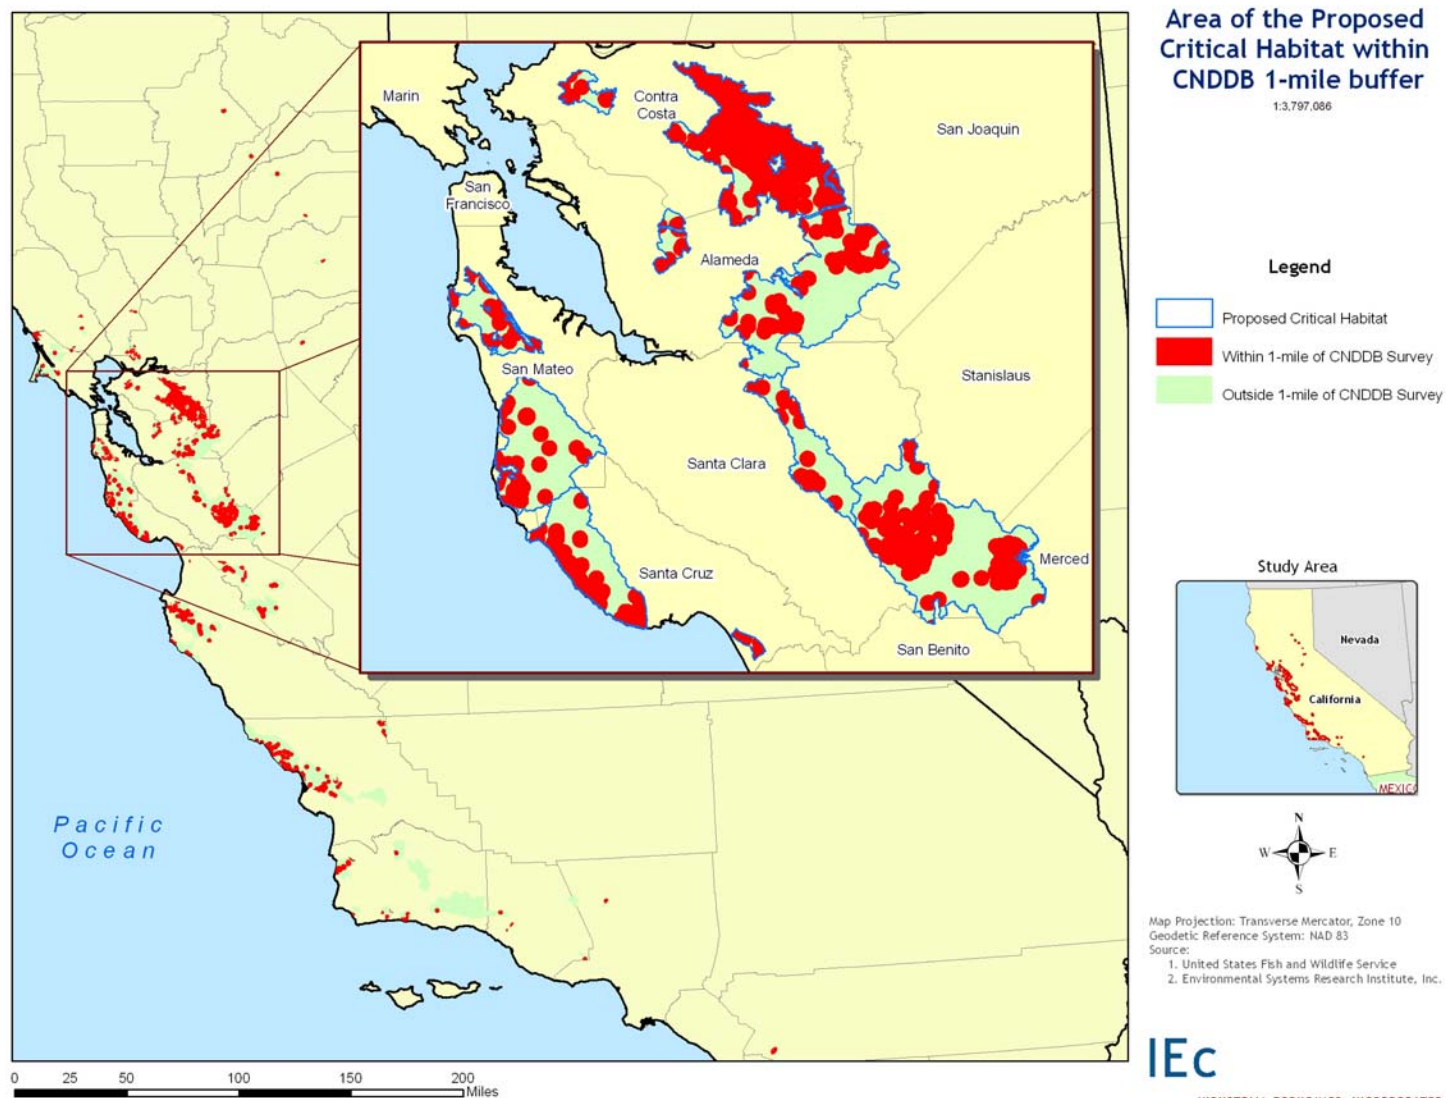 Area of the Proposed
Critical Habitat within
CNDDB 1-mile buffer
1:3,797,086
Marin
Contra
Costa
San Joaquin
San
Francisco
Alameda
San Mateo
Stanislaus
Santa Clara
Santa Cruz
Merced
San Benito
Pacific
Ocean
0 25 50 100 150 200
Miles
Legend
Proposed Critical Habitat
Within 1-mile of CNDDB Survey
Outside 1-mile of CNDDB Survey
Study Area
Nevada
California
MEXIC
N
W E
S
Map Projection: Transverse Mercator, Zone 10
Geodetic Reference System: NAD 83
Source:
1. United States Fish and Wildlife Service
2. Environmental Systems Research Institute, Inc.
IEc